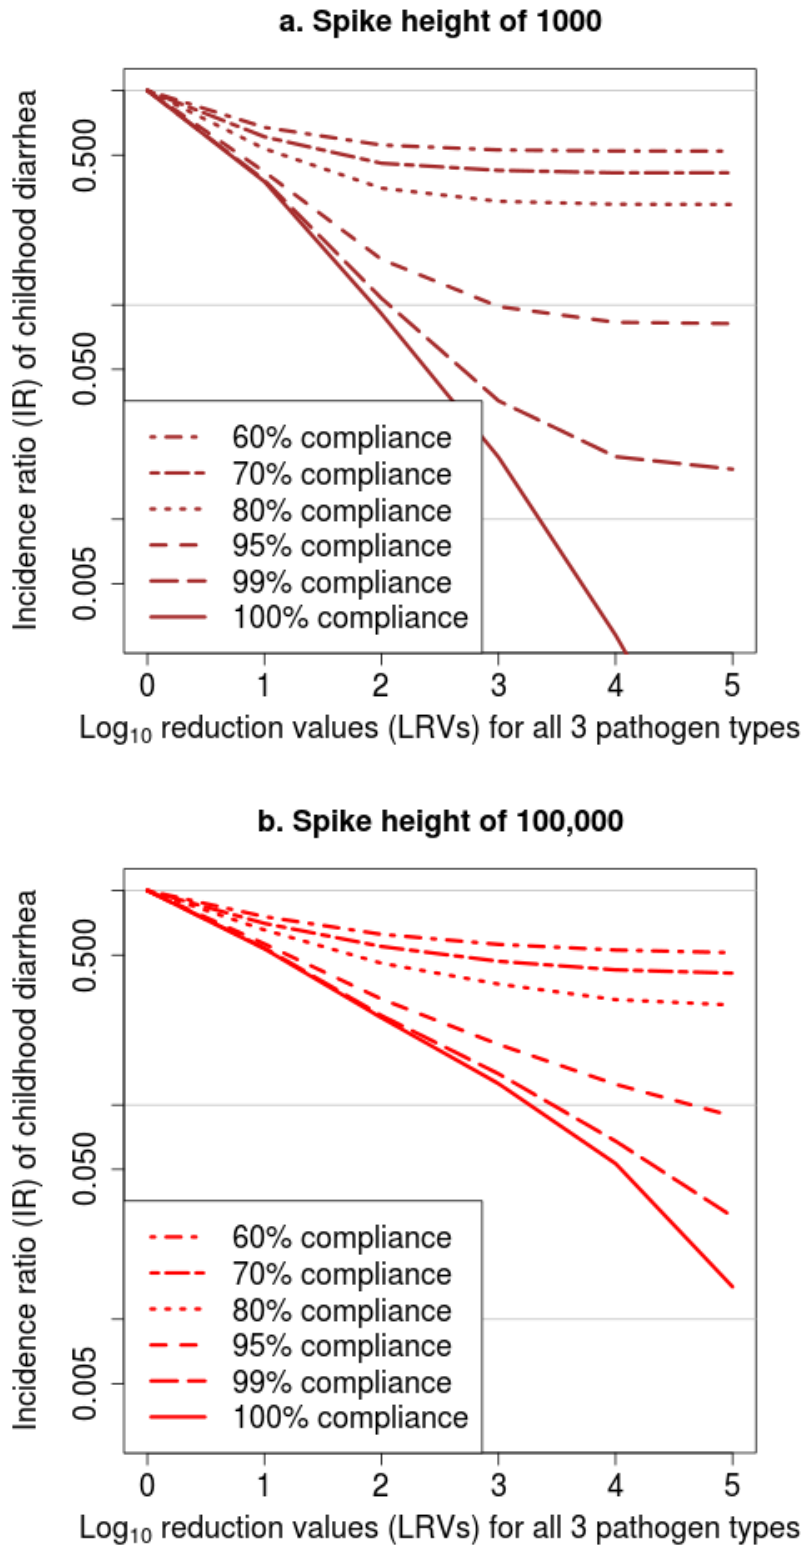 a. Spike height of 1000
Incidence ratio (IR) of childhood diarrhea
0.500
0.050
0.005
60% compliance
70% compliance
80% compliance
95% compliance
99% compliance
100% compliance
0 1 2 3 4 5
Log₁₀ reduction values (LRVs) for all 3 pathogen types
b. Spike height of 100,000
Incidence ratio (IR) of childhood diarrhea
0.500
0.050
0.005
60% compliance
70% compliance
80% compliance
95% compliance
99% compliance
100% compliance
0 1 2 3 4 5
Log₁₀ reduction values (LRVs) for all 3 pathogen types